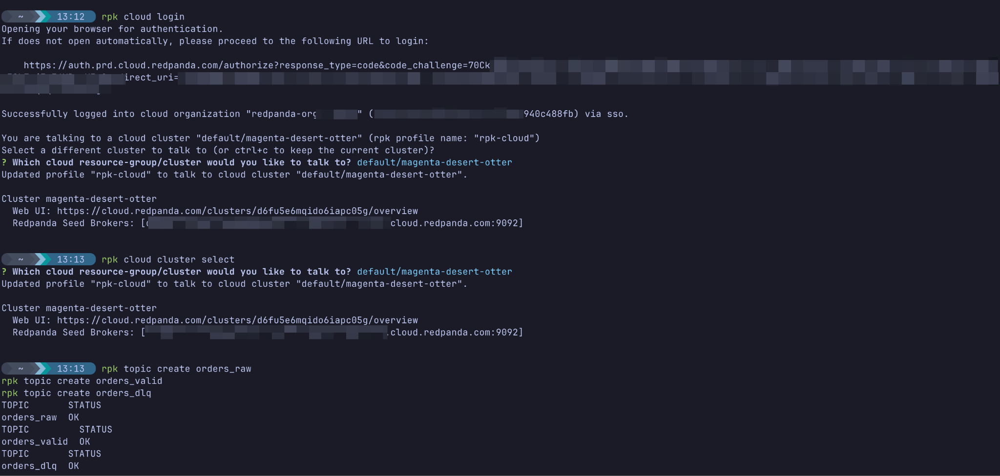 ~ 13:12 rpk cloud login
Opening your browser for authentication.
If does not open automatically, please proceed to the following URL to login:
https://auth.prd.cloud.redpanda.com/authorize?response_type=code&code_challenge=70Ck
direct_uri=
Successfully logged into cloud organization "redpanda-org" (940c488fb) via sso.
You are talking to a cloud cluster "default/magenta-desert-otter" (rpk profile name: "rpk-cloud")
Select a different cluster to talk to (or ctrl+c to keep the current cluster)?
? Which cloud resource-group/cluster would you like to talk to? default/magenta-desert-otter
Updated profile "rpk-cloud" to talk to cloud cluster "default/magenta-desert-otter".
Cluster magenta-desert-otter
Web UI: https://cloud.redpanda.com/clusters/d6fu5e6mqido6iapc05g/overview
Redpanda Seed Brokers: [cloud.redpanda.com:9092]
~ 13:13 rpk cloud cluster select
? Which cloud resource-group/cluster would you like to talk to? default/magenta-desert-otter
Updated profile "rpk-cloud" to talk to cloud cluster "default/magenta-desert-otter".
Cluster magenta-desert-otter
Web UI: https://cloud.redpanda.com/clusters/d6fu5e6mqido6iapc05g/overview
Redpanda Seed Brokers: [.cloud.redpanda.com:9092]
~ 13:13 rpk topic create orders_raw
rpk topic create orders_valid
rpk topic create orders_dlq
TOPIC STATUS
orders_raw OK
TOPIC STATUS
orders_valid OK
TOPIC STATUS
orders_dlq OK